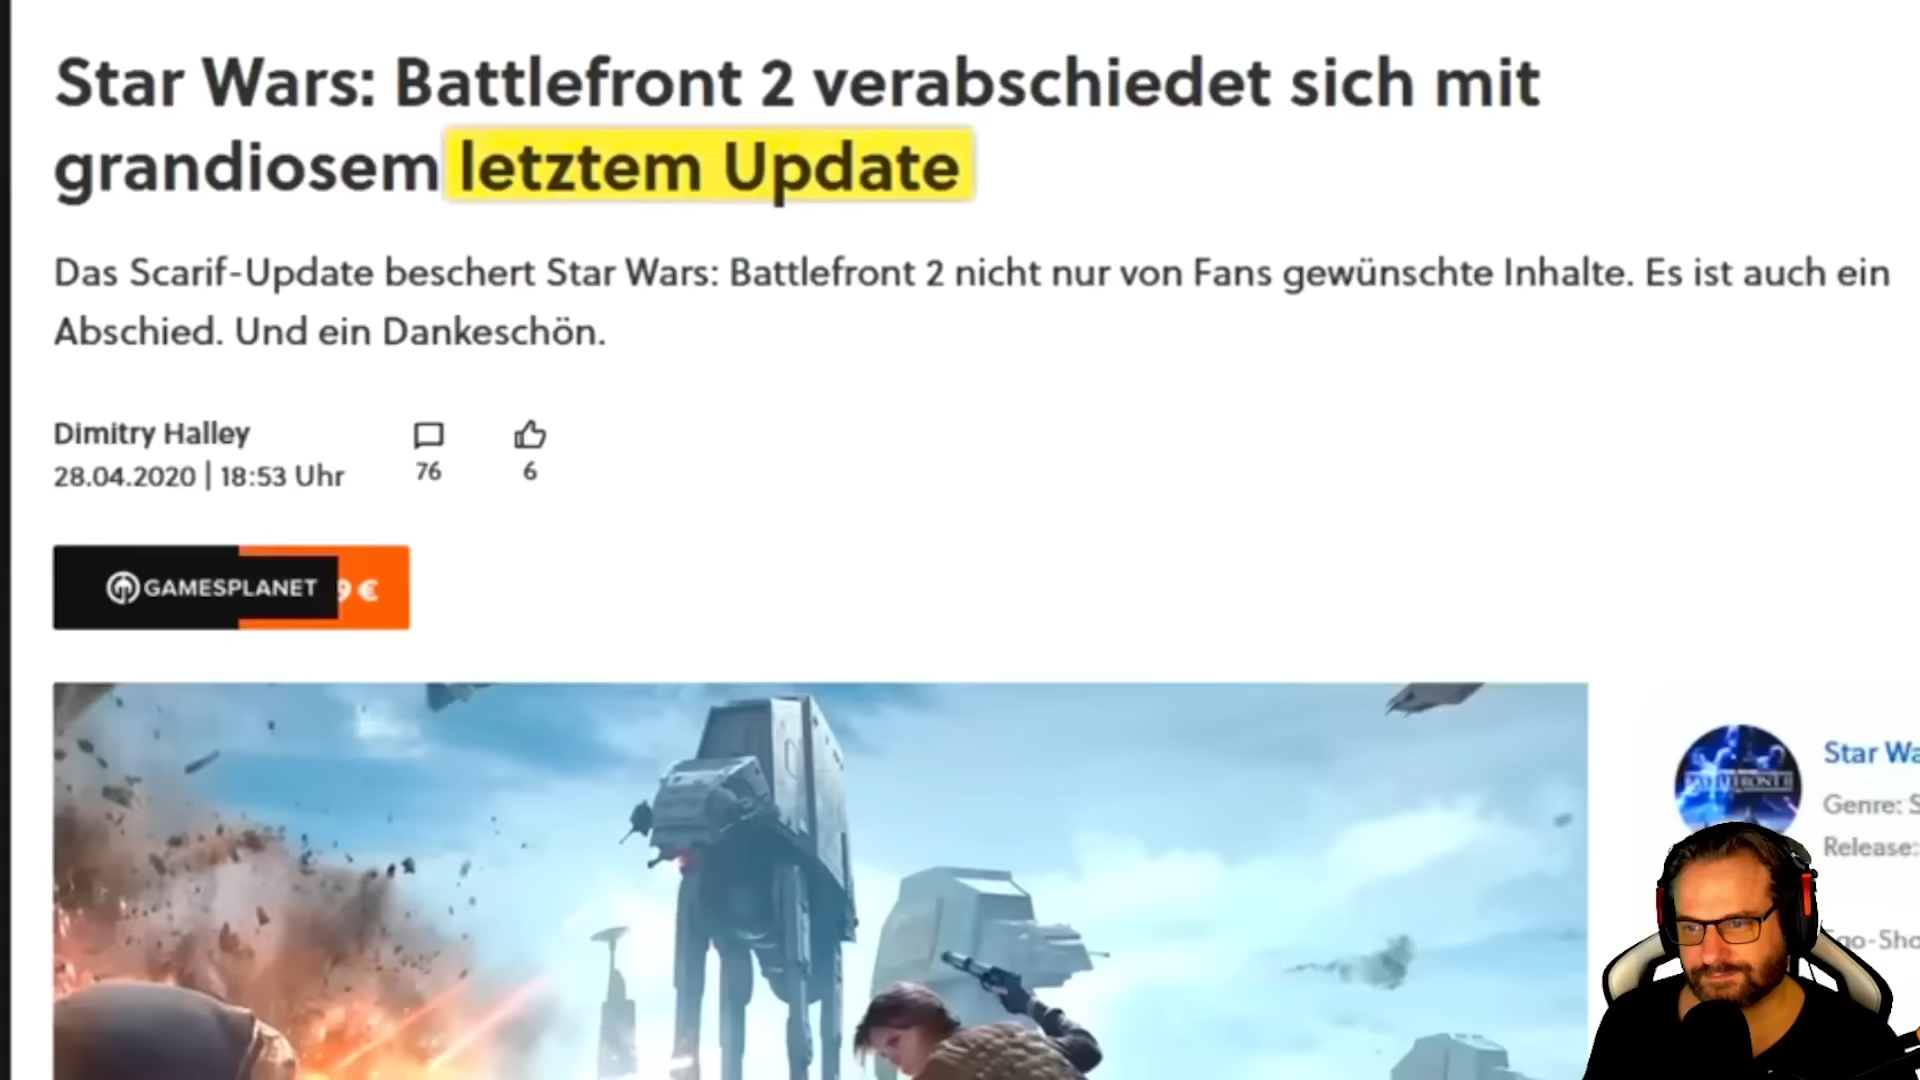 Star Wars: Battlefront 2 verabschiedet sich mit
grandiosem letztem Update
Das Scarif-Update beschert Star Wars: Battlefront 2 nicht nur von Fans gewünschte Inhalte. Es ist auch ein
Abschied. Und ein Dankeschön.
Dimitry Halley
28.04.2020 | 18:53 Uhr
76
6
GAMESPLANET
9 €
Star
Genre:
Release: